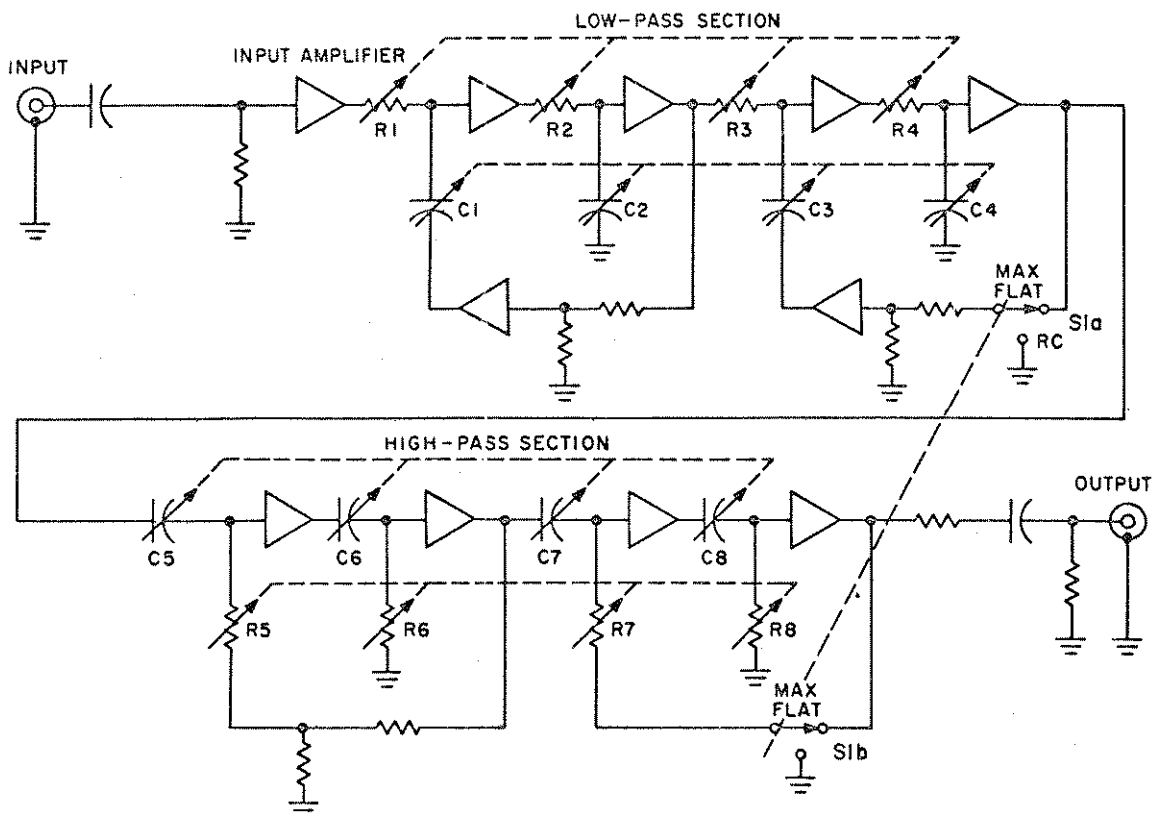 LOW-PASS SECTION
INPUT AMPLIFIER
INPUT
R1
R2
R3
R4
C1
C2
C3
C4
MAX
FLAT
S1a
RC
HIGH-PASS SECTION
OUTPUT
C5
C6
C7
C8
R5
R6
R7
R8
MAX
FLAT
S1b